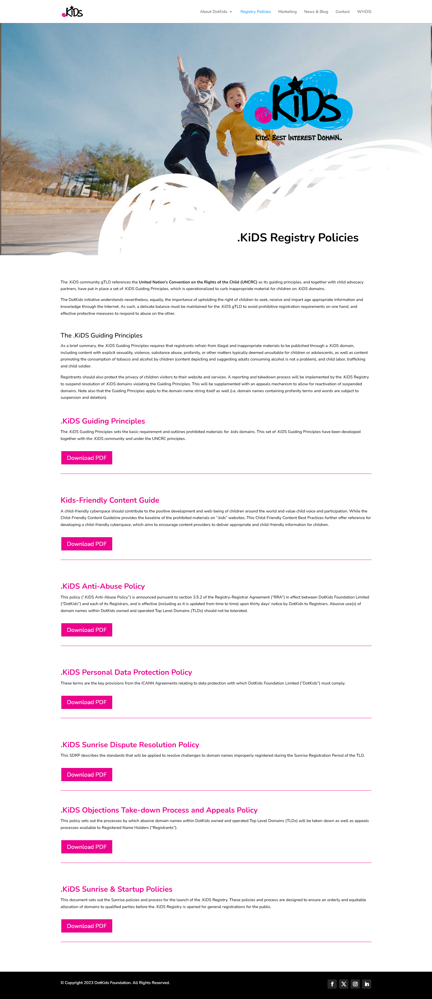 .KiDS
About DotKids
Registry Policies
Marketing
News & Blog
Contact
WHOIS
.KiDS
KIDS' BEST INTEREST DOMAIN.
.KiDS Registry Policies
The .KiDS community gTLD references the United Nation’s Convention on the Rights of the Child (UNCRC) as its guiding principles, and together with child advocacy
partners, have put in place a set of .KiDS Guiding Principles, which is operationalized to curb inappropriate material for children on .KiDS domains.
The DotKids initiative understands nevertheless, equally, the importance of upholding the right of children to seek, receive and impart age appropriate information and
knowledge through the Internet. As such, a delicate balance must be maintained for the .KiDS gTLD to avoid prohibitive registration requirements on one hand, and
effective protective measures to respond to abuse on the other.
The .KiDS Guiding Principles
As a brief summary, the .KiDS Guiding Principles requires that registrants refrain from illegal and inappropriate materials to be published through a .KiDS domain,
including content with explicit sexuality, violence, substance abuse, profanity, or other matters typically deemed unsuitable for children or adolescents, as well as content
promoting the consumption of tobacco and alcohol by children (content depicting and suggesting adults consuming alcohol is not a problem), and child labor, trafficking
and child soldier.
Registrants should also protect the privacy of children visitors to their website and services. A reporting and takedown process will be implemented by the .KiDS Registry
to suspend resolution of .KiDS domains violating the Guiding Principles. This will be supplemented with an appeals mechanism to allow for reactivation of suspended
domains. Note also that the Guiding Principles apply to the domain name string itself as well (i.e. domain names containing profanity terms and words are subject to
suspension and deletion).
.KiDS Guiding Principles
The .KiDS Guiding Principles sets the basic requirement and outlines prohibited materials for .kids domains. This set of .KiDS Guiding Principles have been developed
together with the .KiDS community and under the UNCRC principles.
Download PDF
Kids-Friendly Content Guide
A child-friendly cyberspace should contribute to the positive development and well-being of children around the world and value child voice and participation. While the
Child-Friendly Content Guideline provides the baseline of the prohibited materials on “.kids” websites. This Child-Friendly Content Best Practices further offer reference for
developing a child-friendly cyberspace, which aims to encourage content providers to deliver appropriate and child-friendly information for children.
Download PDF
.KiDS Anti-Abuse Policy
This policy (“.KiDS Anti-Abuse Policy”) is announced pursuant to section 3.5.2 of the Registry-Registrar Agreement (“RRA”) in effect between DotKids Foundation Limited
(“DotKids”) and each of its Registrars, and is effective (including as it is updated from time to time) upon thirty days’ notice by DotKids to Registrars. Abusive use(s) of
domain names within DotKids owned and operated Top Level Domains (TLDs) should not be tolerated.
Download PDF
.KiDS Personal Data Protection Policy
These terms are the key provisions from the ICANN Agreements relating to data protection with which DotKids Foundation Limited (“DotKids”) must comply.
Download PDF
.KiDS Sunrise Dispute Resolution Policy
This SDRP describes the standards that will be applied to resolve challenges to domain names improperly registered during the Sunrise Registration Period of the TLD.
Download PDF
.KiDS Objections Take-down Process and Appeals Policy
This policy sets out the processes by which abusive domain names within DotKids owned and operated Top Level Domains (TLDs) will be taken-down as well as appeals
processes available to Registered Name Holders (“Registrants”).
Download PDF
.KiDS Sunrise & Startup Policies
This document sets out the Sunrise policies and process for the launch of the .KiDS Registry. These policies and process are designed to ensure an orderly and equitable
allocation of domains to qualified parties before the .KiDS Registry is opened for general registrations for the public.
Download PDF
© Copyright 2023 DotKids Foundation. All Rights Reserved.